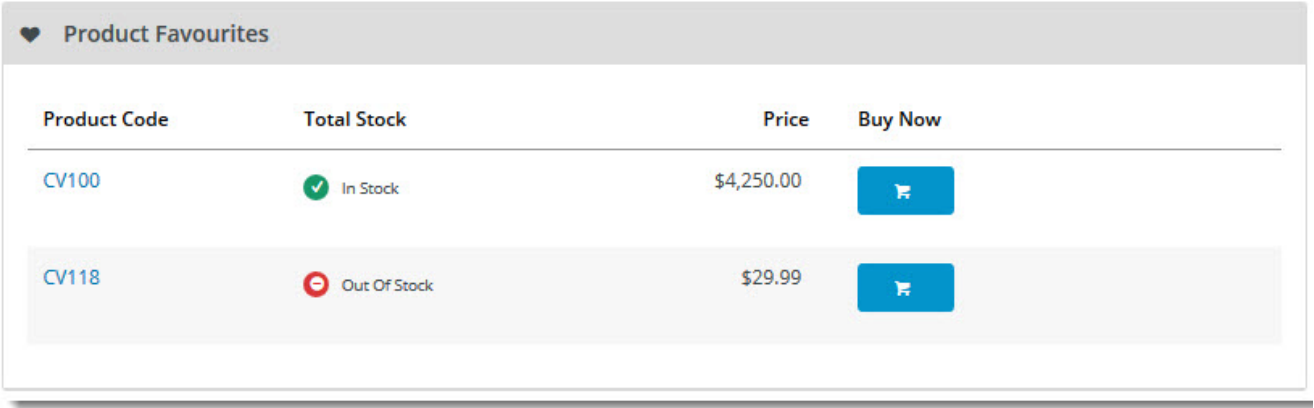 Product Favourites
Product Code Total Stock Price Buy Now
CV100 In Stock $4,250.00
CV118 Out Of Stock $29.99